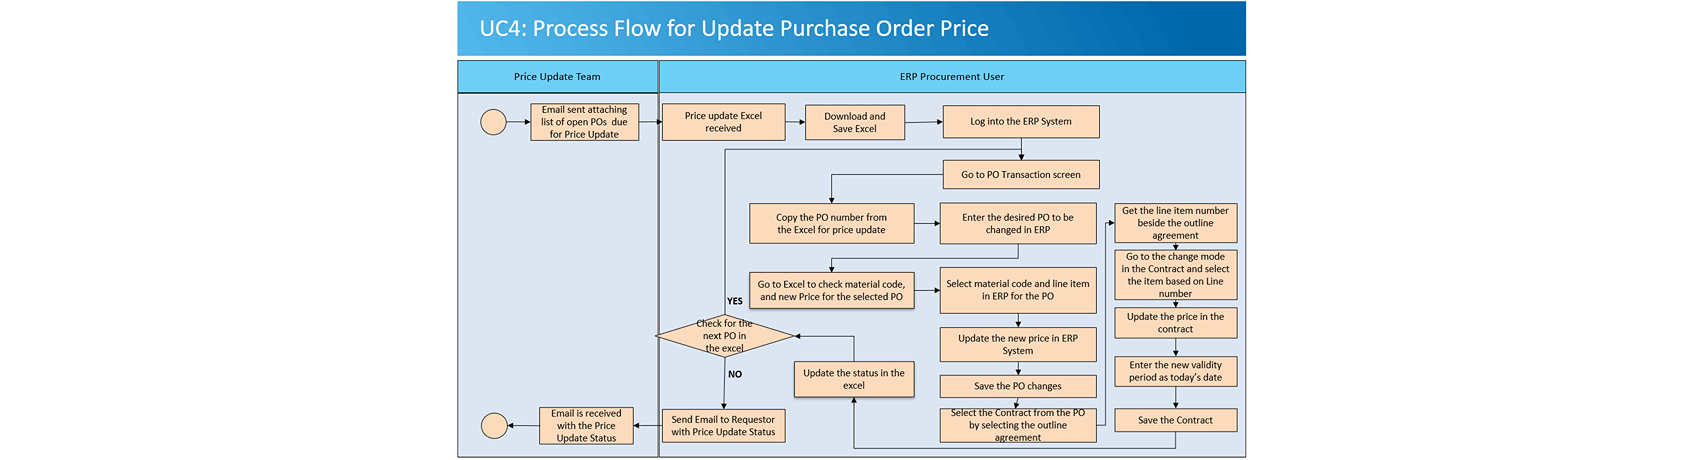 UC4: Process Flow for Update Purchase Order Price
Price Update Team
ERP Procurement User
Email sent attaching
list of open POs due
for Price Update
Price update Excel
received
Download and
Save Excel
Log into the ERP System
Go to PO Transaction screen
Copy the PO number from
the Excel for price update
Enter the desired PO to be
changed in ERP
Get the line item number
beside the outline
agreement
Go to the change mode
in the Contract and select
the item based on Line
number
Go to Excel to check material code,
and new Price for the selected PO
Select material code and line item
in ERP for the PO
YES
Check for the
next PO in
the excel
NO
Update the price in the
contract
Update the new price in ERP
System
Enter the new validity
period as today's date
Update the status in the
excel
Save the PO changes
Select the Contract from the PO
by selecting the outline
agreement
Save the Contract
Send Email to Requestor
with Price Update Status
Email is received
with the Price
Update Status